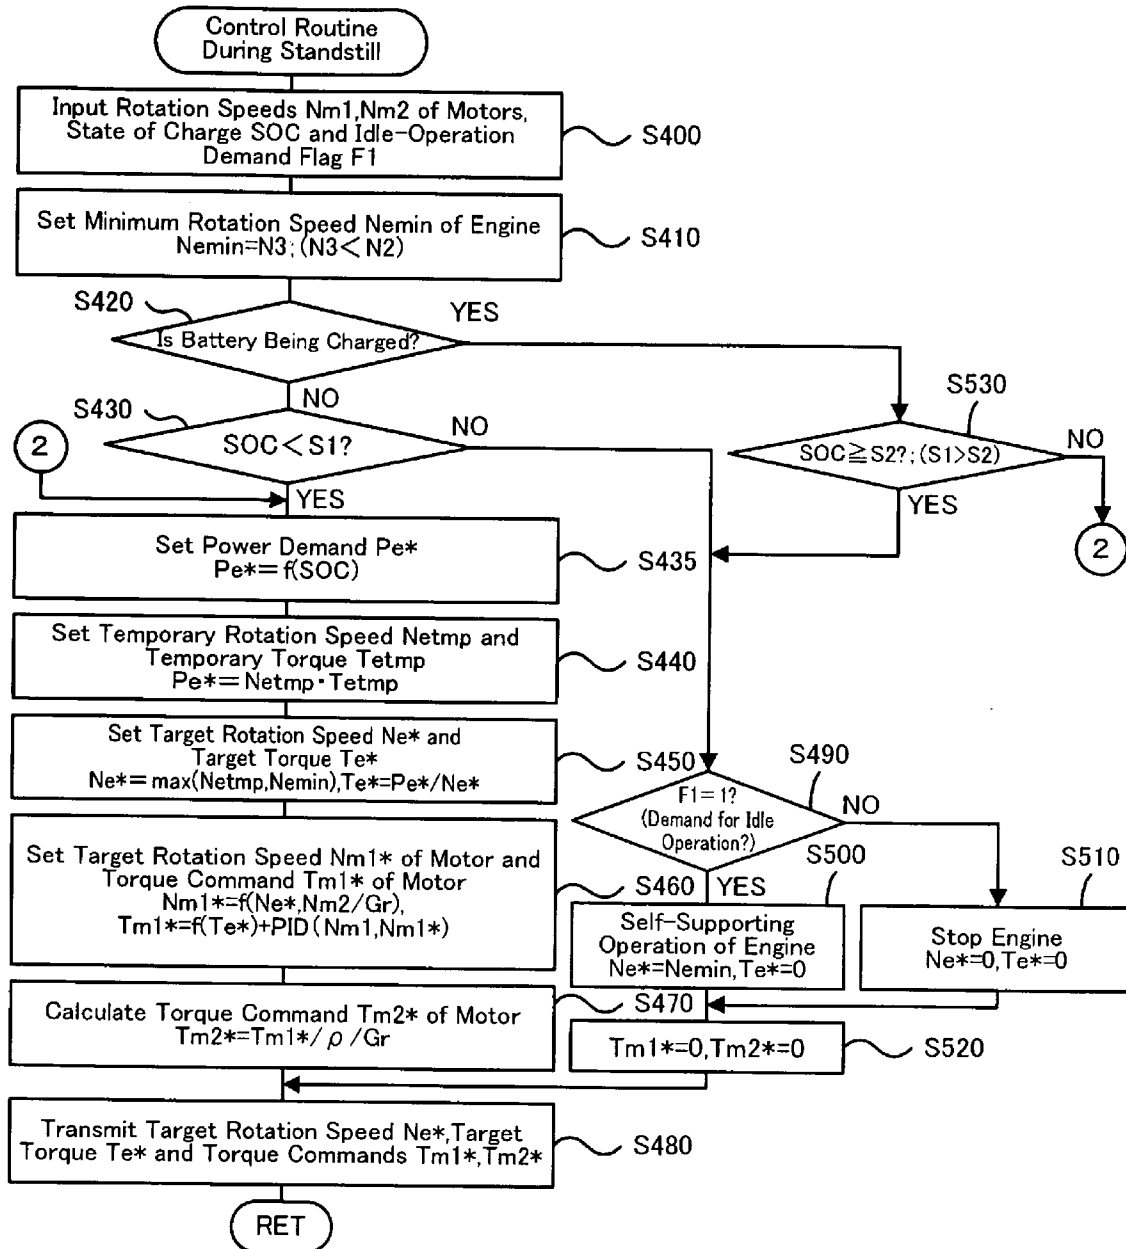 Control Routine
During Standstill
Input Rotation Speeds Nm1,Nm2 of Motors,
State of Charge SOC and Idle-Operation
Demand Flag F1
S400
Set Minimum Rotation Speed Nemin of Engine
Nemin=N3;(N3<N2)
S410
S420
Is Battery Being Charged?
YES
NO
S430
SOC<S1?
NO
YES
2
S530
SOC≧S2?;(S1>S2)
NO
YES
2
Set Power Demand Pe*
Pe*=f(SOC)
S435
Set Temporary Rotation Speed Netmp and
Temporary Torque Tetmp
Pe*=Netmp・Tetmp
S440
Set Target Rotation Speed Ne* and
Target Torque Te*
Ne*=max(Netmp,Nemin),Te*=Pe*/Ne*
S450
S490
F1=1?
(Demand for Idle
Operation?)
NO
YES
Set Target Rotation Speed Nm1* of Motor and
Torque Command Tm1* of Motor
Nm1*=f(Ne*,Nm2/Gr),
Tm1*=f(Te*)+PID(Nm1,Nm1*)
S460
S500
Self-Supporting
Operation of Engine
Ne*=Nemin,Te*=0
S510
Stop Engine
Ne*=0,Te*=0
Calculate Torque Command Tm2* of Motor
Tm2*=Tm1*/ρ/Gr
S470
Tm1*=0,Tm2*=0
S520
Transmit Target Rotation Speed Ne*,Target
Torque Te* and Torque Commands Tm1*,Tm2*
S480
RET